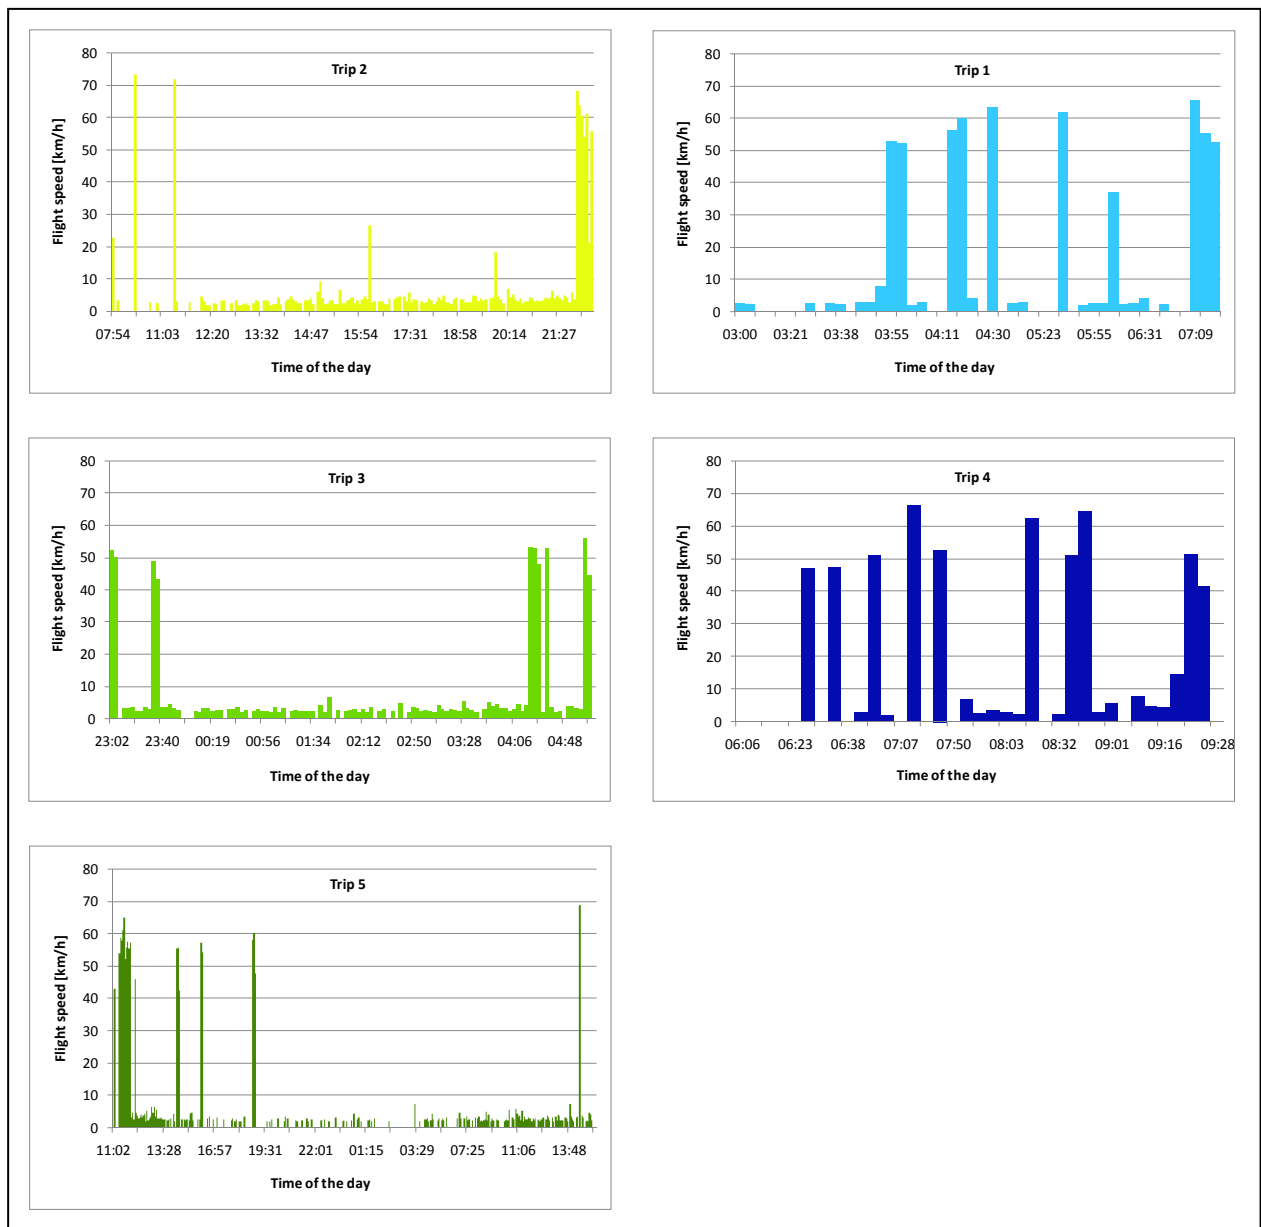 Trip 2
Flight speed [km/h]
80
70
60
50
40
30
20
10
0
07:54 11:03 12:20 13:32 14:47 15:54 17:31 18:58 20:14 21:27
Time of the day
Trip 1
Flight speed [km/h]
80
70
60
50
40
30
20
10
0
03:00 03:21 03:38 03:55 04:11 04:30 05:23 05:55 06:31 07:09
Time of the day
Trip 3
Flight speed [km/h]
80
70
60
50
40
30
20
10
0
23:02 23:40 00:19 00:56 01:34 02:12 02:50 03:28 04:06 04:48
Time of the day
Trip 4
Flight speed [km/h]
80
70
60
50
40
30
20
10
0
06:06 06:23 06:38 07:07 07:50 08:03 08:32 09:01 09:16 09:28
Time of the day
Trip 5
Flight speed [km/h]
80
70
60
50
40
30
20
10
0
11:02 13:28 16:57 19:31 22:01 01:15 03:29 07:25 11:06 13:48
Time of the day